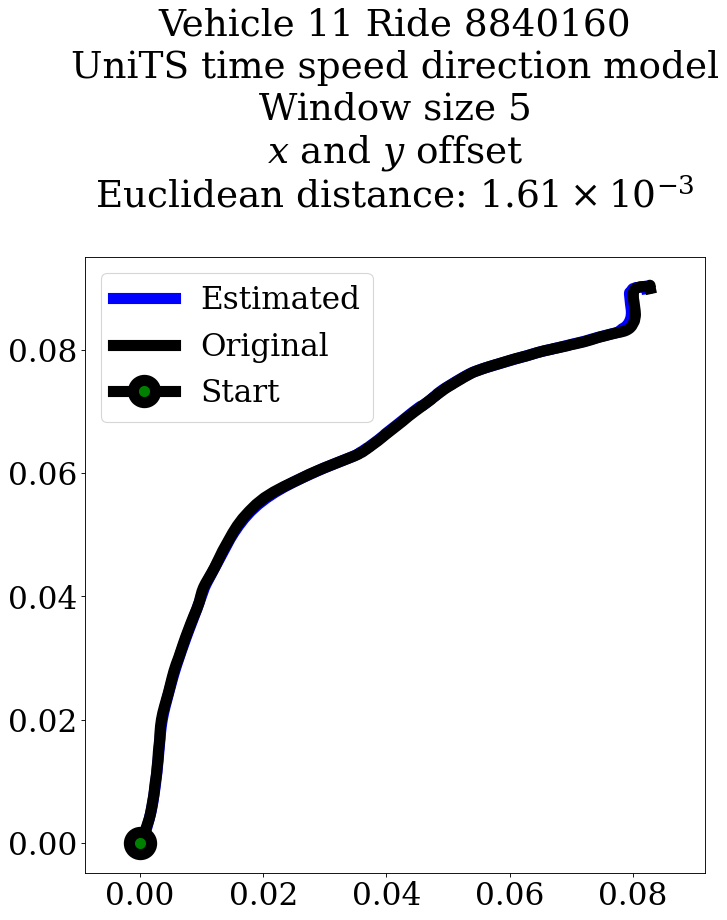 Vehicle 11 Ride 8840160
UniTS time speed direction model
Window size 5
x and y offset
Euclidean distance: 1.61 × 10⁻³
Estimated
Original
Start
0.08
0.06
0.04
0.02
0.00
0.00 0.02 0.04 0.06 0.08